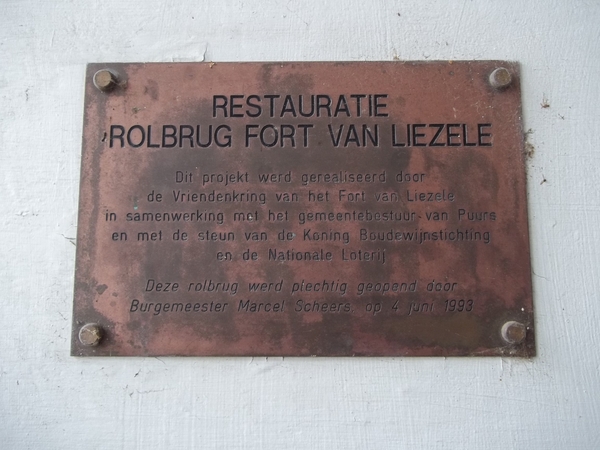 RESTAURATIE
ROLBRUG FORT VAN LIEZELE
Dit projekt werd gerealiseerd door
de Vriendenkring van het Fort van Liezele
in samenwerking met het gemeentebestuur van Puurs
en met de steun van de Koning Boudewijnstichting
en de Nationale Loterij
Deze rolbrug werd plechtig geopend door
Burgemeester Marcel Scheers op 4 juni 1993